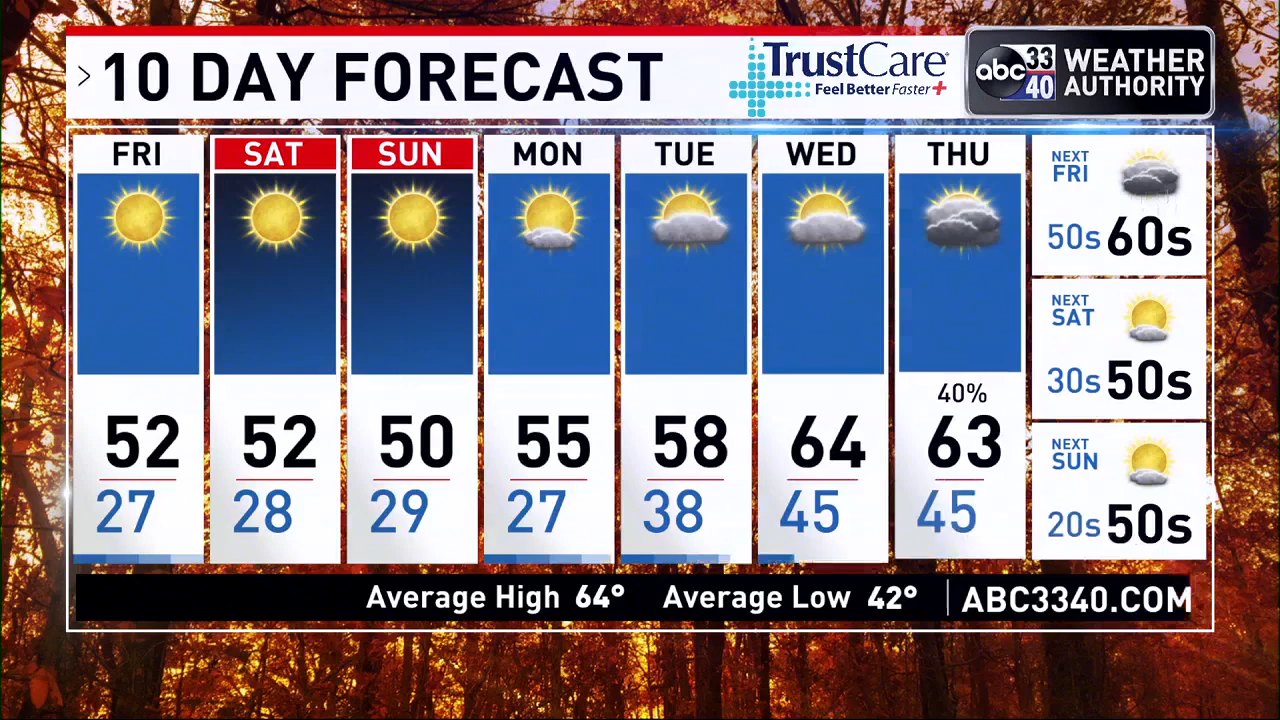 > 10 DAY FORECAST
TrustCare®
Feel Better Faster+
abc 33 40
WEATHER
AUTHORITY
FRI SAT SUN MON TUE WED THU
40%
52 52 50 55 58 64 63
27 28 29 27 38 45 45
NEXT
FRI
50s 60s
NEXT
SAT
30s 50s
NEXT
SUN
20s 50s
Average High 64° Average Low 42° ABC3340.COM